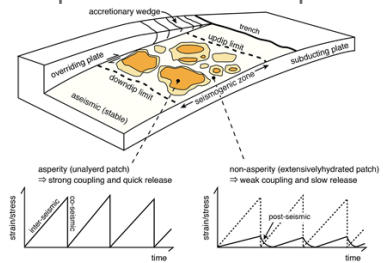 accretionary wedge
trench
updip limit
overriding plate
subducting plate
downdip limit
seismogenic zone
aseismic (stable)
asperity (unalyerd patch)
⇒ strong coupling and quick release
non-asperity (extensivelyhydrated patch)
⇒ weak coupling and slow release
strain/stress
inter-seismic
co-seismic
time
strain/stress
post-seismic
time